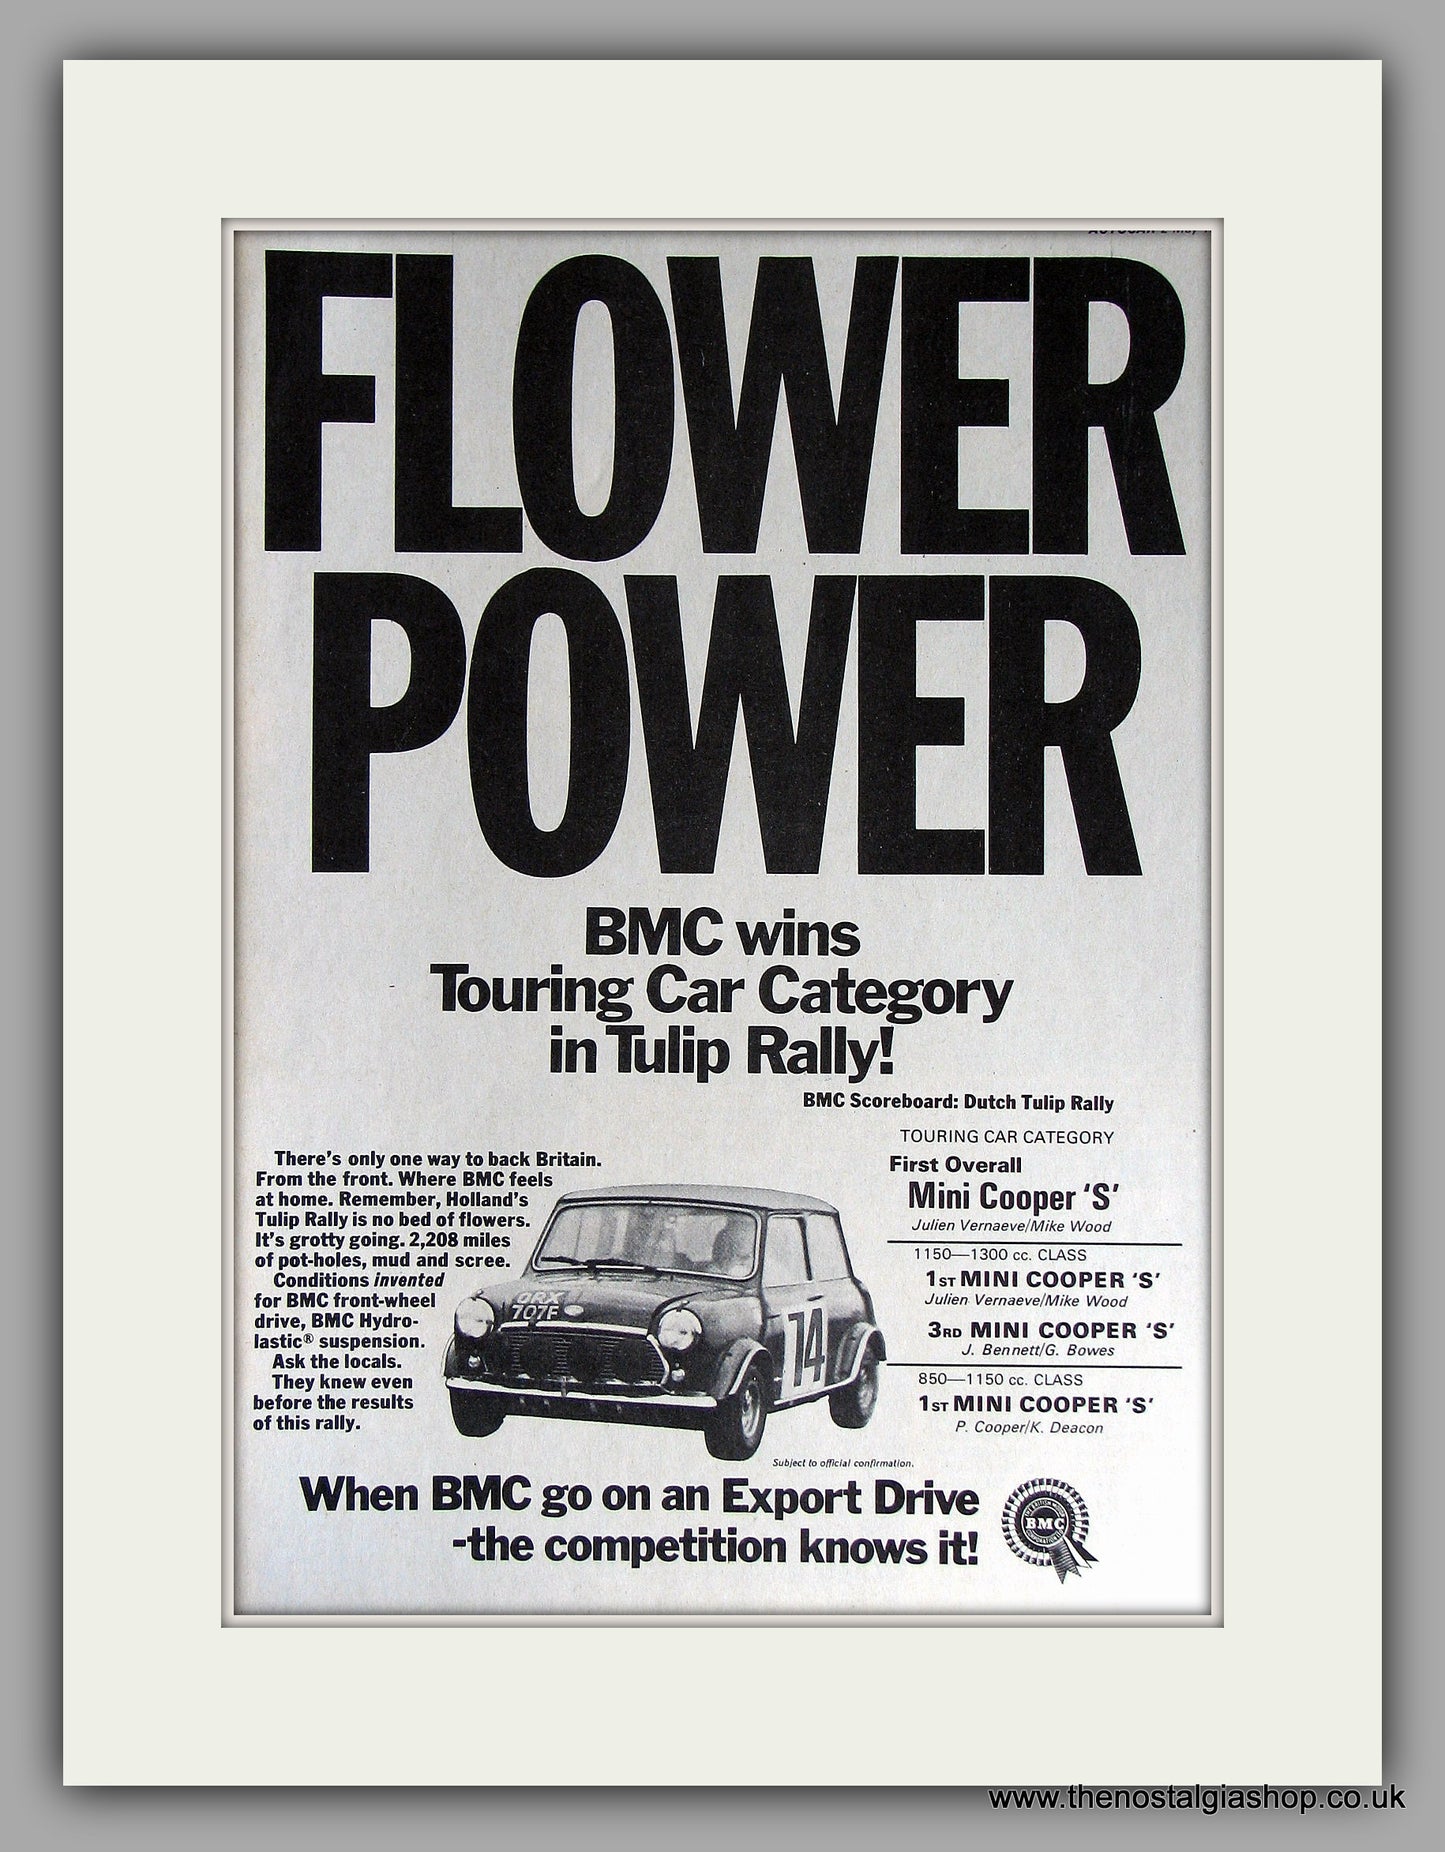 AUTOCAR 2 May
FLOWER
POWER
BMC wins
Touring Car Category
in Tulip Rally!
BMC Scoreboard: Dutch Tulip Rally
TOURING CAR CATEGORY
First Overall
Mini Cooper 'S'
Julien Vernaeve/Mike Wood
1150—1300 cc. CLASS
1ST MINI COOPER 'S'
Julien Vernaeve/Mike Wood
3RD MINI COOPER 'S'
J. Bennett/G. Bowes
850—1150 cc. CLASS
1ST MINI COOPER 'S'
P. Cooper/K. Deacon
There's only one way to back Britain.
From the front. Where BMC feels
at home. Remember, Holland's
Tulip Rally is no bed of flowers.
It's grotty going. 2,208 miles
of pot-holes, mud and scree.
Conditions invented
for BMC front-wheel
drive, BMC Hydro-
lastic® suspension.
Ask the locals.
They knew even
before the results
of this rally.
ORX
707F
74
Subject to official confirmation.
When BMC go on an Export Drive
-the competition knows it!
BMC
www.thenostalgiashop.co.uk